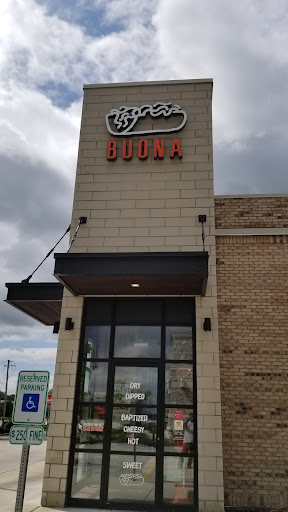 BUONA
DRY
DIPPED
BAPTIZED
CHEESY
HOT
SWEET
RESERVED
PARKING
$250 FINE